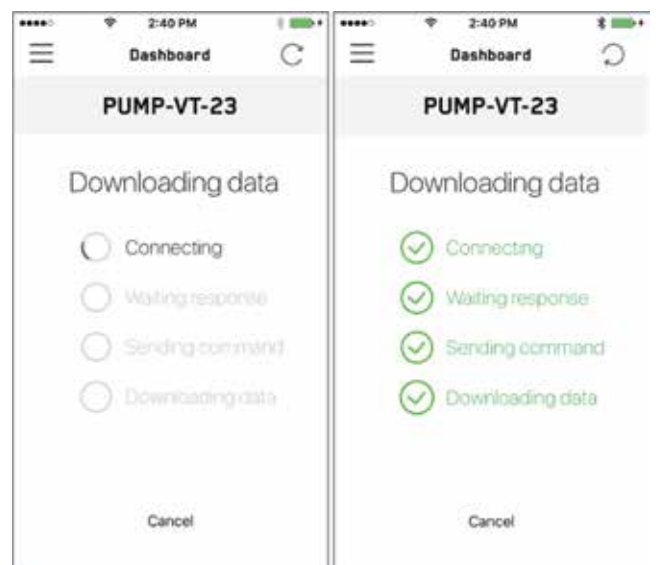 2:40 PM
Dashboard
PUMP-VT-23
Downloading data
Connecting
Waiting response
Sending command
Downloading data
Cancel
2:40 PM
Dashboard
PUMP-VT-23
Downloading data
Connecting
Waiting response
Sending command
Downloading data
Cancel